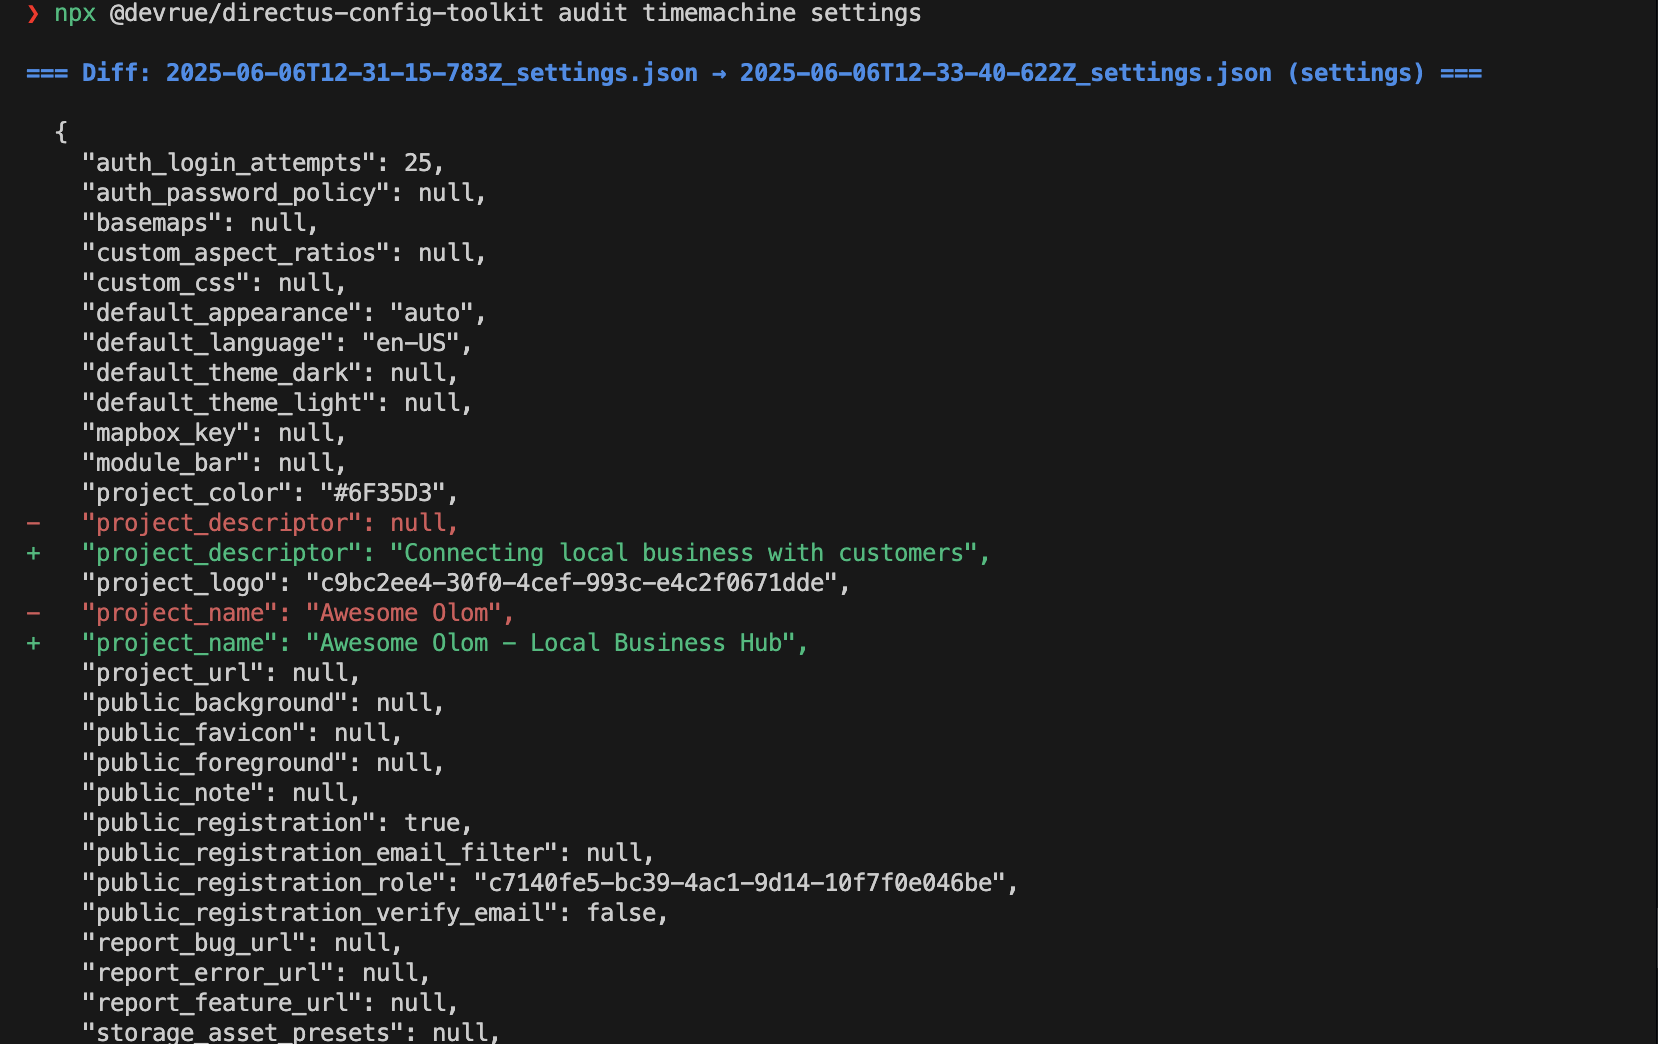 ❯ npx @devrue/directus-config-toolkit audit timemachine settings
=== Diff: 2025-06-06T12-31-15-783Z_settings.json → 2025-06-06T12-33-40-622Z_settings.json (settings) ===
{
"auth_login_attempts": 25,
"auth_password_policy": null,
"basemaps": null,
"custom_aspect_ratios": null,
"custom_css": null,
"default_appearance": "auto",
"default_language": "en-US",
"default_theme_dark": null,
"default_theme_light": null,
"mapbox_key": null,
"module_bar": null,
"project_color": "#6F35D3",
- "project_descriptor": null,
+ "project_descriptor": "Connecting local business with customers",
"project_logo": "c9bc2ee4-30f0-4cef-993c-e4c2f0671dde",
- "project_name": "Awesome Olom",
+ "project_name": "Awesome Olom - Local Business Hub",
"project_url": null,
"public_background": null,
"public_favicon": null,
"public_foreground": null,
"public_note": null,
"public_registration": true,
"public_registration_email_filter": null,
"public_registration_role": "c7140fe5-bc39-4ac1-9d14-10f7f0e046be",
"public_registration_verify_email": false,
"report_bug_url": null,
"report_error_url": null,
"report_feature_url": null,
"storage_asset_presets": null,